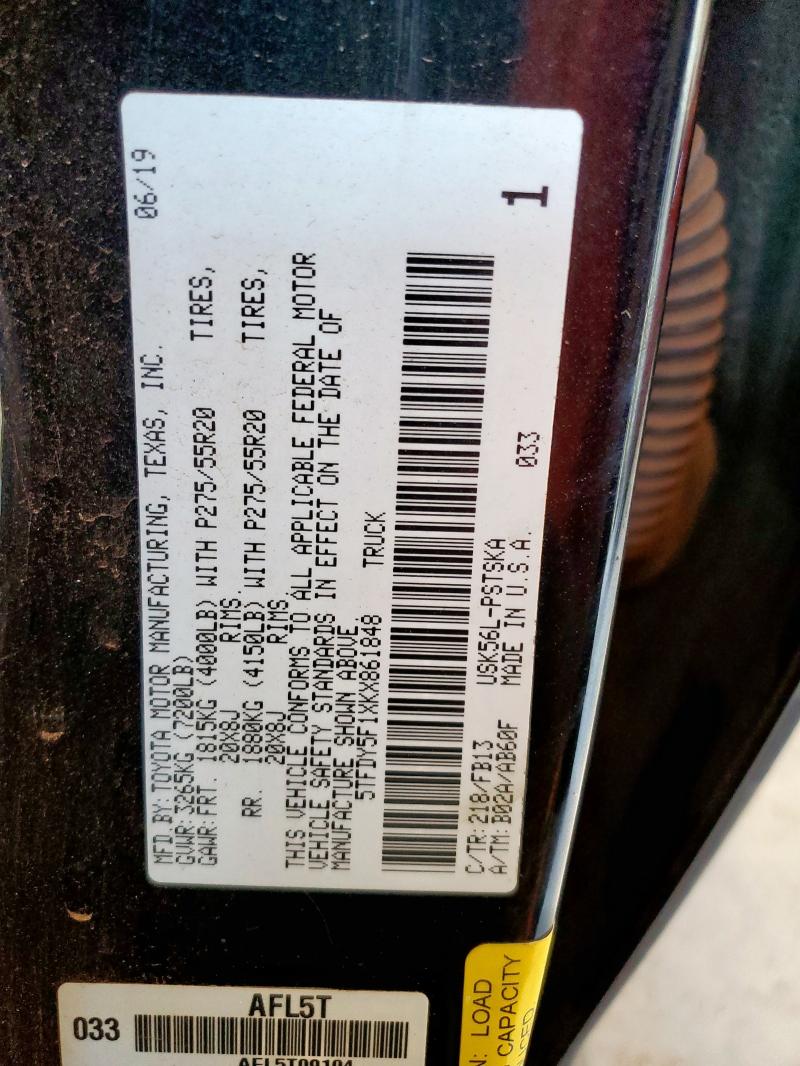 MFD BY: TOYOTA MOTOR MANUFACTURING, TEXAS, INC. 06/19
GVWR: 3265KG (7200LB)
GAWR: FRT. 1815KG (4000LB) WITH P275/55R20 TIRES,
20X8J RIMS.
RR. 1880KG (4150LB) WITH P275/55R20 TIRES,
20X8J RIMS.
THIS VEHICLE CONFORMS TO ALL APPLICABLE FEDERAL MOTOR
VEHICLE SAFETY STANDARDS IN EFFECT ON THE DATE OF
MANUFACTURE SHOWN ABOVE.
5TFDY5F1XKX861848 TRUCK
C/TR: 218/FB13 USK56L-PSTSKA
A/TM: B02A/AB60F MADE IN U.S.A. 033
1
AFL5T
033
AFL5T00104
LOAD
CAPACITY